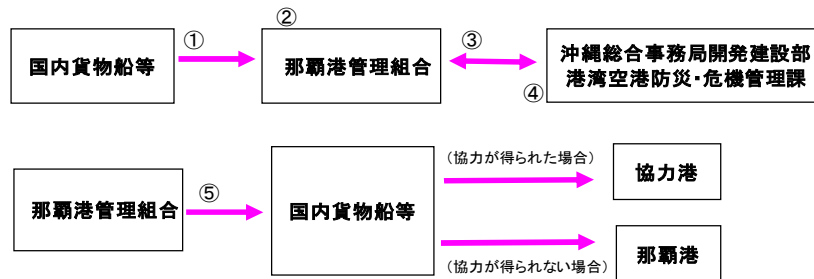 ②
①
③
国内貨物船等
那覇港管理組合
沖縄総合事務局開発建設部
港湾空港防災・危機管理課
④
(協力が得られた場合)
協力港
⑤
那覇港管理組合
国内貨物船等
那覇港
(協力が得られない場合)